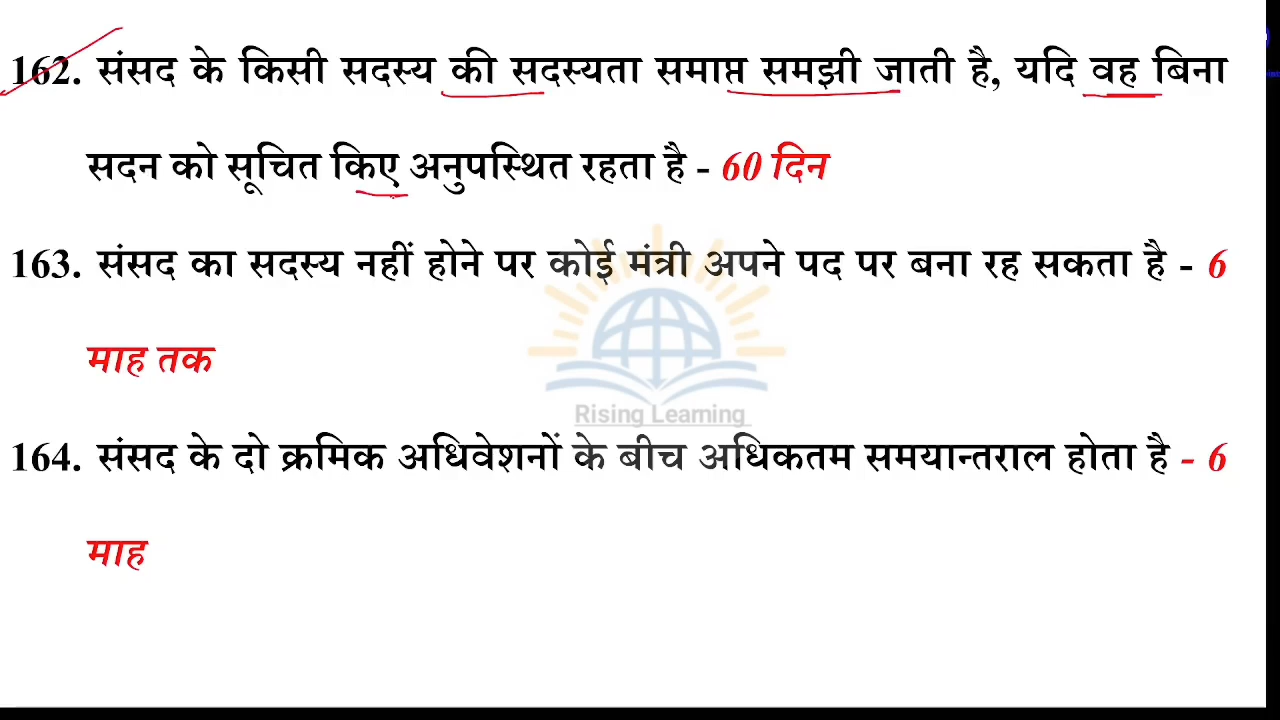 162. संसद के किसी सदस्य की सदस्यता समाप्त समझी जाती है, यदि वह बिना
सदन को सूचित किए अनुपस्थित रहता है - 60 दिन
163. संसद का सदस्य नहीं होने पर कोई मंत्री अपने पद पर बना रह सकता है - 6
माह तक
Rising Learning
164. संसद के दो क्रमिक अधिवेशनों के बीच अधिकतम समयान्तराल होता है - 6
माह